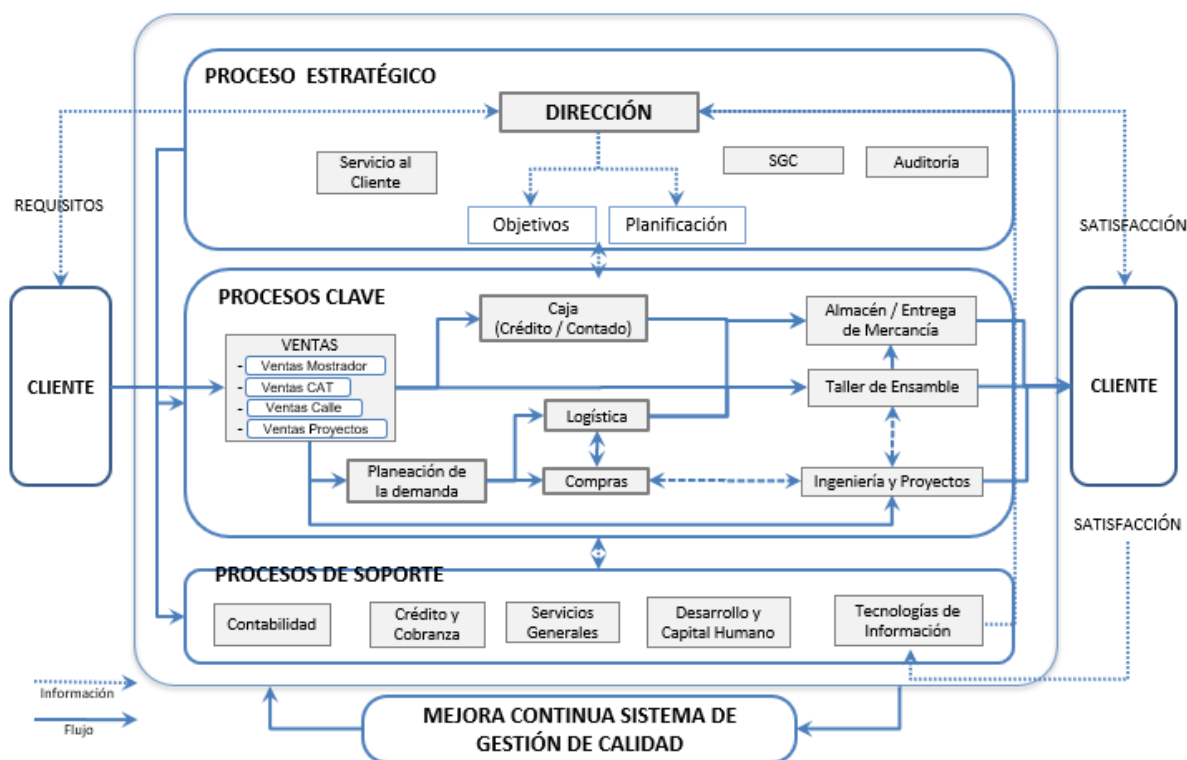 PROCESO ESTRATÉGICO
DIRECCIÓN
Servicio al
Cliente
SGC
Auditoría
REQUISITOS
Objetivos
Planificación
SATISFACCIÓN
PROCESOS CLAVE
Caja
(Crédito / Contado)
Almacén / Entrega
de Mercancía
VENTAS
- Ventas Mostrador
- Ventas CAT
- Ventas Calle
- Ventas Proyectos
CLIENTE
Taller de Ensamble
CLIENTE
Logística
Planeación de
la demanda
Compras
Ingeniería y Proyectos
SATISFACCIÓN
PROCESOS DE SOPORTE
Contabilidad
Crédito y
Cobranza
Servicios
Generales
Desarrollo y
Capital Humano
Tecnologías de
Información
Información
Flujo
MEJORA CONTINUA SISTEMA DE
GESTIÓN DE CALIDAD